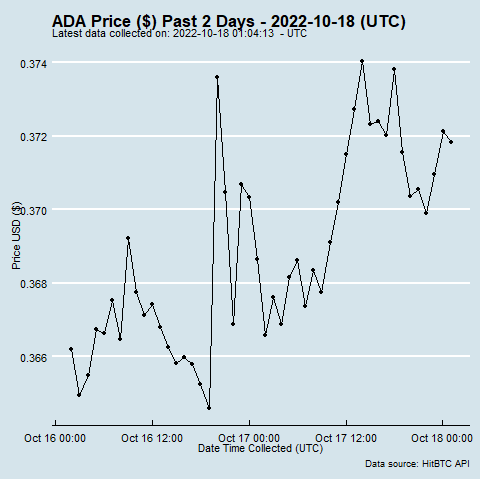 ADA Price ($) Past 2 Days - 2022-10-18 (UTC)
Latest data collected on: 2022-10-18 01:04:13  - UTC
0.374
0.372
0.370
0.368
0.366
Price USD ($)
Oct 16 00:00 Oct 16 12:00 Oct 17 00:00 Oct 17 12:00 Oct 18 00:00
Date Time Collected (UTC)
Data source: HitBTC API